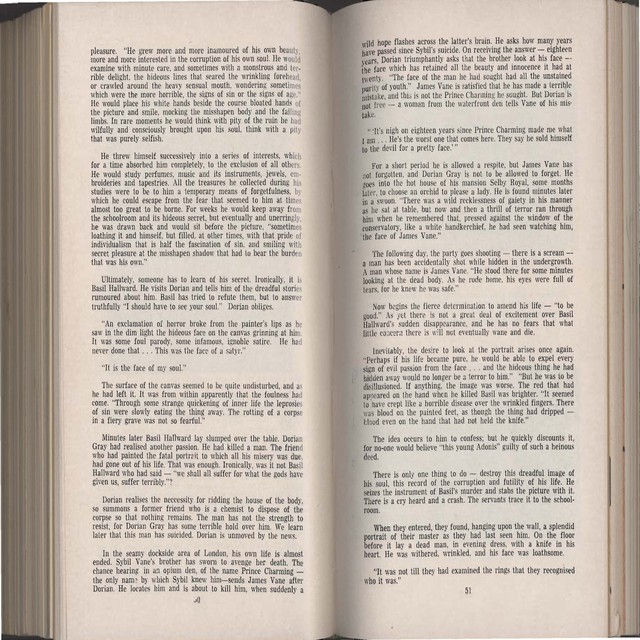 pleasure. "He grew more and more inamoured of his own beauty,
more and more interested in the corruption of his own soul. He would
examine with minute care, and sometimes with a monstrous and ter-
rible delight, the hideous lines that seared the wrinkling forehead,
or crawled around the heavy sensual mouth, wondering sometimes
which were the more horrible, the signs of sin or the signs of age."
He would place his white hands beside the course bloated hands of
the picture and smile, mocking the misshapen body and the failing
limbs. In rare moments he would think with pity of the ruin he had
wilfully and consciously brought upon his soul, think with a pity
that was purely selfish.
He threw himself successively into a series of interests, which
for a time absorbed him completely, to the exclusion of all others.
He would study perfumes, music and its instruments, jewels, em-
broideries and tapestries. All the treasures he collected during his
studies were to be to him a temporary means of forgetfulness, by
which he could escape from the fear that seemed to him at times
almost too great to be borne. For weeks he would keep away from
the schoolroom and its hideous secret, but eventually and unerringly,
he was drawn back and would sit before the picture, "sometimes
loathing it and himself, but filled, at other times, with that pride of
individualism that is half the fascination of sin, and smiling with
secret pleasure at the misshapen shadow that had to bear the burden
that was his own."
Ultimately, someone has to learn of his secret. Ironically, it is
Basil Hallward. He visits Dorian and tells him of the dreadful stories
rumoured about him. Basil has tried to refute them, but to answer
truthfully "I should have to see your soul." Dorian obliges.
"An exclamation of horror broke from the painter's lips as he
saw in the dim light the hideous face on the canvas grinning at him.
It was some foul parody, some infamous, ignoble satire. He had
never done that . . . This was the face of a satyr."
"It is the face of my soul."
The surface of the canvas seemed to be quite undisturbed, and as
he had left it. It was from within apparently that the foulness had
come. "Through some strange quickening of inner life the leprosies
of sin were slowly eating the thing away. The rotting of a corpse
in a fiery grave was not so fearful."
Minutes later Basil Hallward lay slumped over the table. Dorian
Gray had realised another passion. He had killed a man. The friend
who had painted the fatal portrait to which all his misery was due,
had gone out of his life. That was enough. Ironically, was it not Basil
Hallward who had said — "we shall all suffer for what the gods have
given us, suffer terribly."?
Dorian realises the neccessity for ridding the house of the body,
so summons a former friend who is a chemist to dispose of the
corpse so that nothing remains. The man has not the strength to
resist, for Dorian Gray has some terrible hold over him. We learn
later that this man has suicided. Dorian is unmoved by the news.
In the seamy dockside area of London, his own life is almost
ended. Sybil Vane's brother has sworn to avenge her death. The
chance hearing in an opium den, of the name Prince Charming —
the only name by which Sybil knew him—sends James Vane after
Dorian. He locates him and is about to kill him, when suddenly a
wild hope flashes across the latter's brain. He asks how many years
have passed since Sybil's suicide. On receiving the answer — eighteen
years, Dorian triumphantly asks that the brother look at his face —
the face which has retained all the beauty and innocence it had at
twenty. "The face of the man he had sought had all the unstained
purity of youth." James Vane is satisfied that he has made a terrible
mistake, and this is not the Prince Charming he sought. But Dorian is
not free — a woman from the waterfront den tells Vane of his mis-
take.
" 'It's nigh on eighteen years since Prince Charming made me what
I am . . . He's the worst one that comes here. They say he sold himself
to the devil for a pretty face.' "
For a short period he is allowed a respite, but James Vane has
not forgotten, and Dorian Gray is not to be allowed to forget. He
goes into the hot house of his mansion Selby Royal, some months
later, to choose an orchid to please a lady. He is found minutes later
in a swoon. "There was a wild recklessness of gaiety in his manner
as he sat at table, but now and then a thrill of terror ran through
him when he remembered that, pressed against the window of the
conservatory, like a white handkerchief, he had seen watching him,
the face of James Vane."
The following day, the party goes shooting — there is a scream —
a man has been accidentally shot while hidden in the undergrowth.
A man whose name is James Vane. "He stood there for some minutes
looking at the dead body. As he rode home, his eyes were full of
tears, for he knew he was safe."
Now begins the fierce determination to amend his life — "to be
good." As yet there is not a great deal of excitement over Basil
Hallward's sudden disappearance, and he has no fears that what
little concern there is will not eventually wane and die.
Inevitably, the desire to look at the portrait arises once again.
"Perhaps if his life became pure, he would be able to expel every
sign of evil passion from the face . . . . and the hideous thing he had
hidden away would no longer be a terror to him." "But he was to be
disillusioned. If anything, the image was worse. The red that had
appeared on the hand when he killed Basil was brighter. "It seemed
to have crept like a horrible disease over the wrinkled fingers. There
was blood on the painted feet, as though the thing had dripped —
blood even on the hand that had not held the knife."
The idea occurs to him to confess; but he quickly discounts it,
for no-one would believe "this young Adonis" guilty of such a heinous
deed.
There is only one thing to do — destroy this dreadful image of
his soul, this record of the corruption and futility of his life. He
seizes the instrument of Basil's murder and stabs the picture with it.
There is a cry heard and a crash. The servants trace it to the school-
room.
When they entered, they found, hanging upon the wall, a splendid
portrait of their master as they had last seen him. On the floor
before it lay a dead man, in evening dress, with a knife in his
heart. He was withered, wrinkled, and his face was loathsome.
"It was not till they had examined the rings that they recognised
who it was."
51